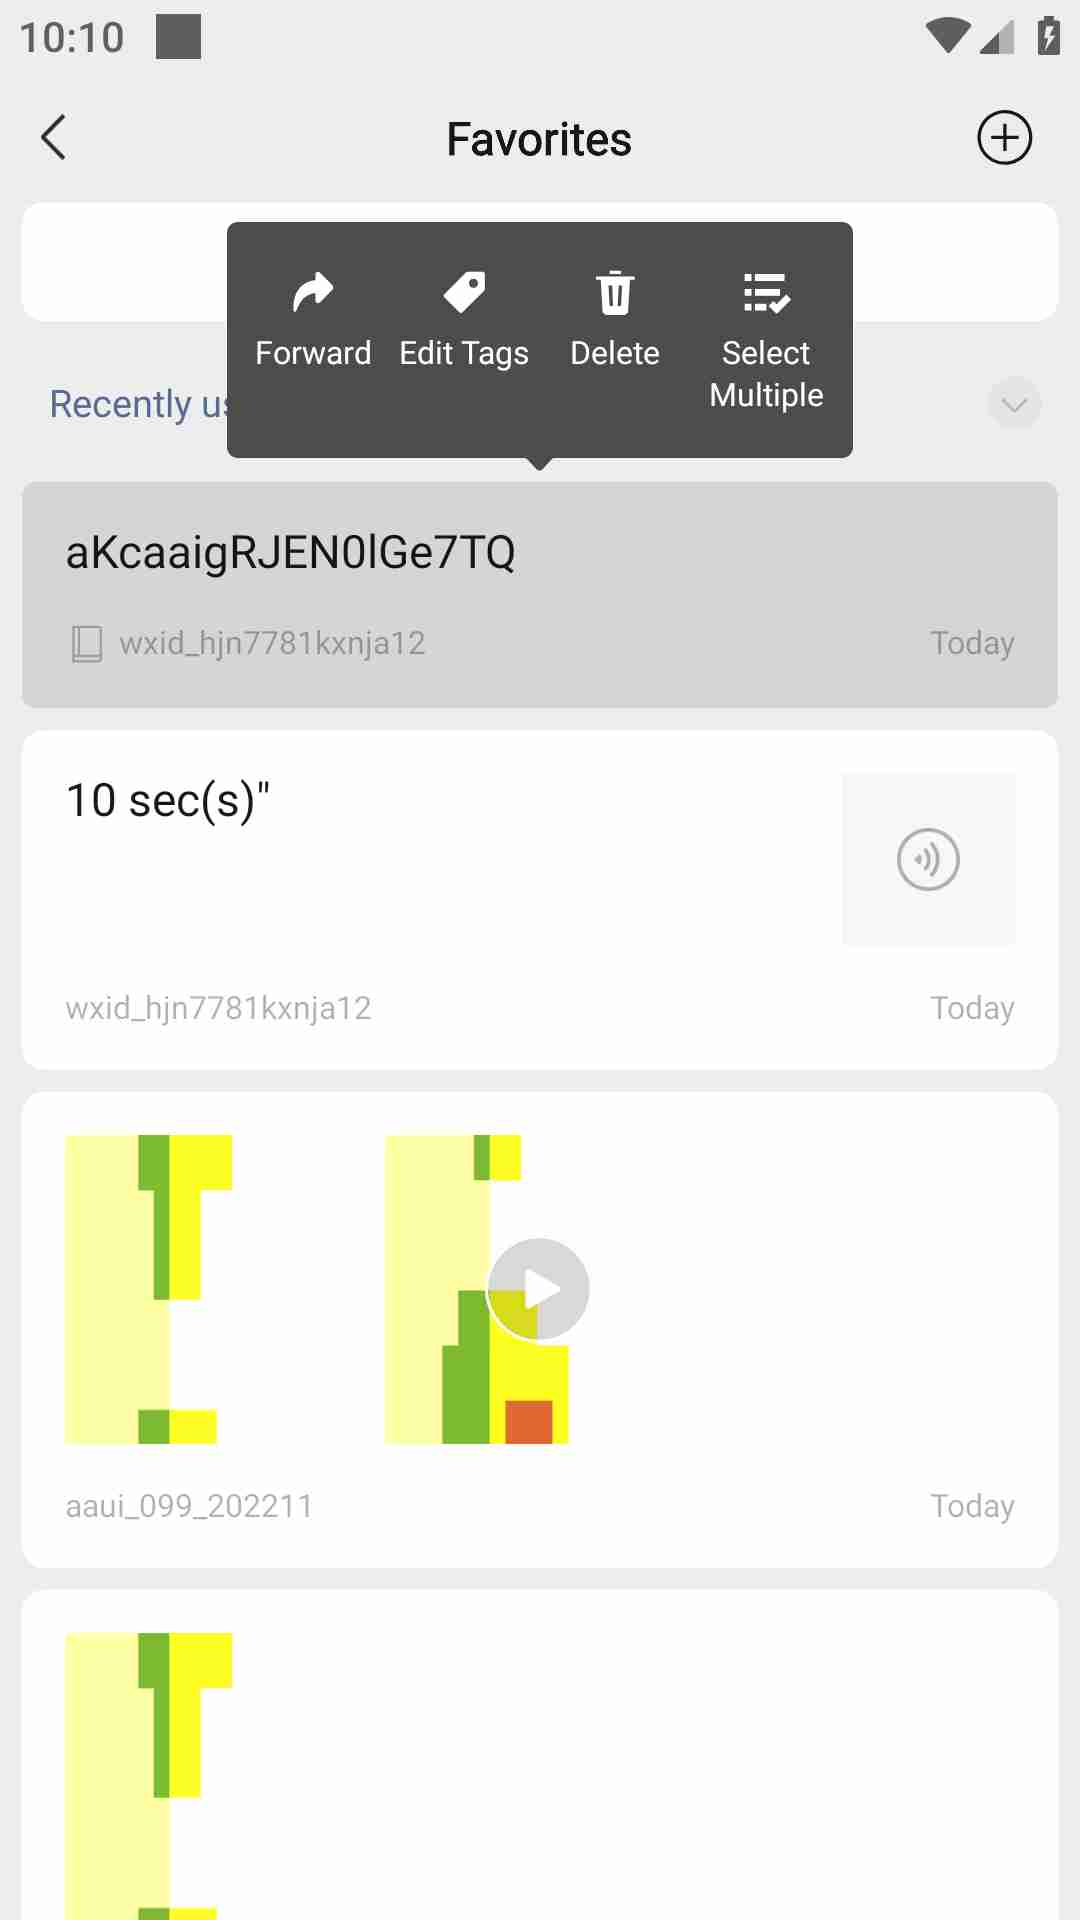 10:10
Favorites
Forward
Edit Tags
Delete
Select
Multiple
Recently
aKcaaigRJEN0lGe7TQ
wxid_hjn7781kxnja12
Today
10 sec(s)"
wxid_hjn7781kxnja12
Today
aaui_099_202211
Today